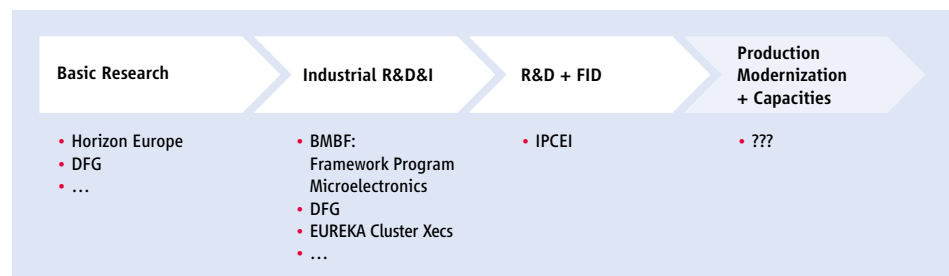 Basic Research
Industrial R&D&I
R&D + FID
Production
Modernization
+ Capacities
• Horizon Europe
• DFG
• …
• BMBF:
Framework Program
Microelectronics
• DFG
• EUREKA Cluster Xecs
• …
• IPCEI
• ???